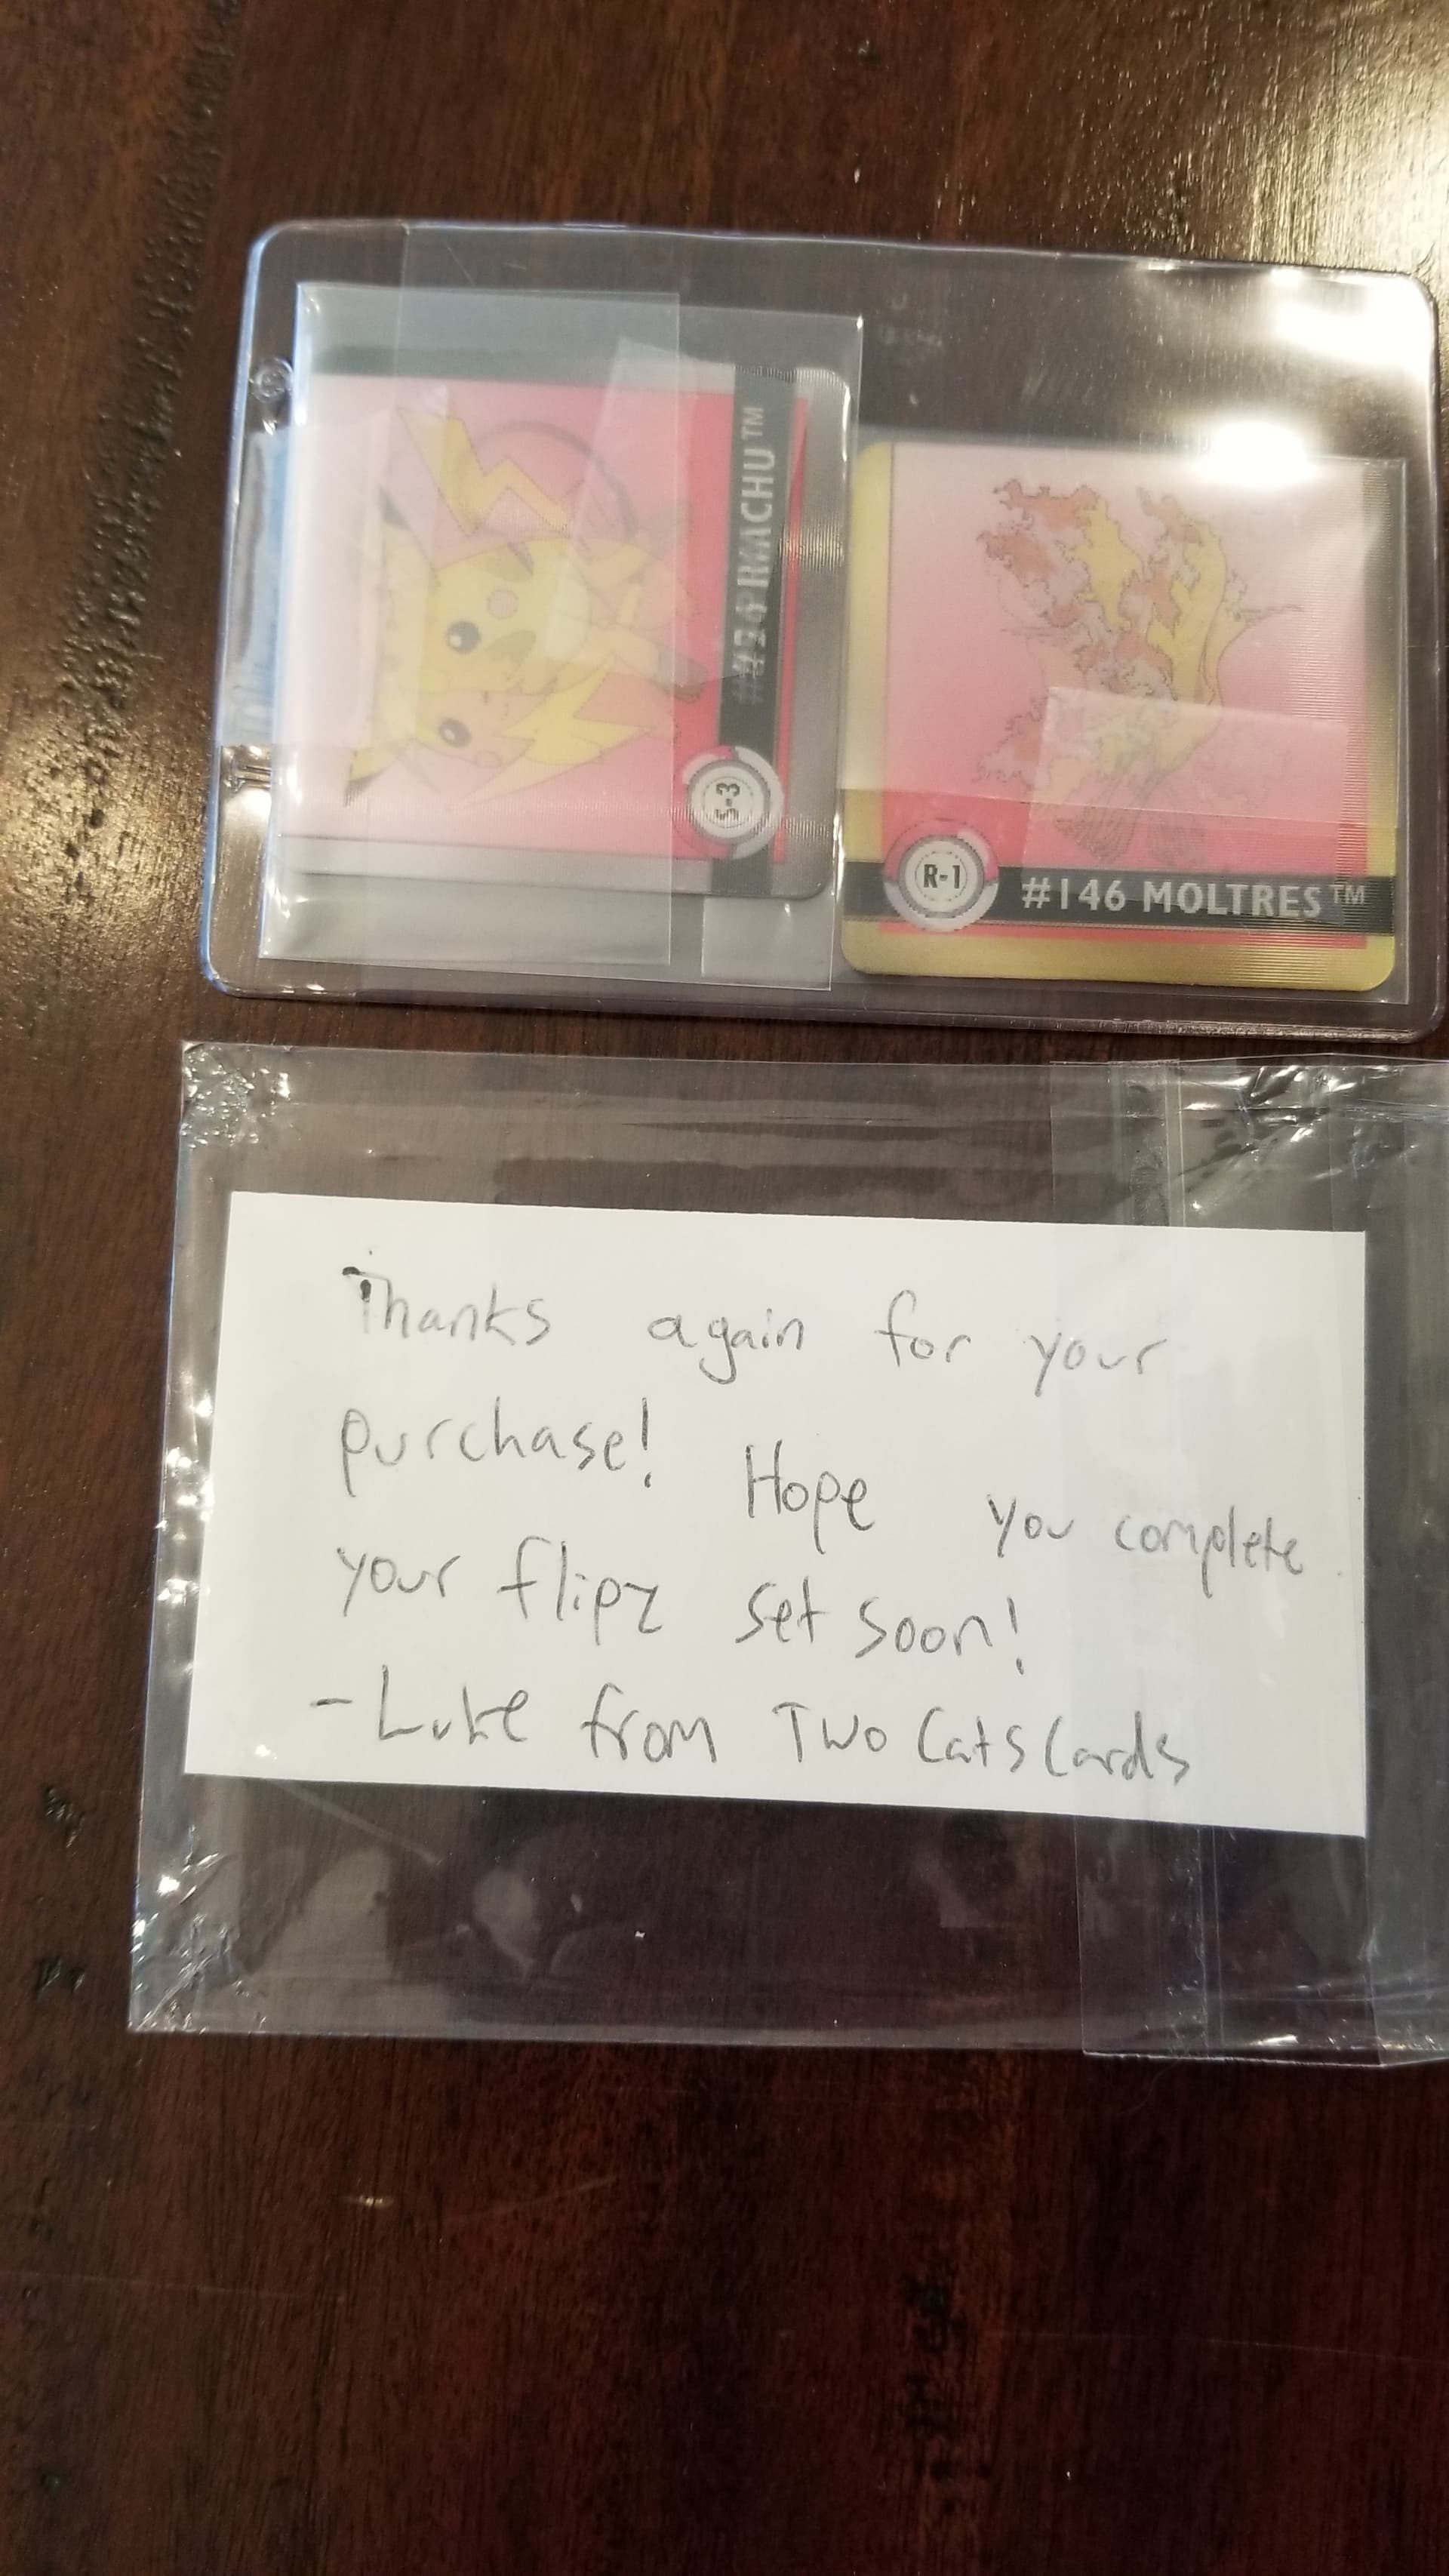 S-3
R-1
#146 MOLTRES™
Thanks again for your
purchase! Hope you complete
your flipz set soon!
-Luke from Two Cats Cards